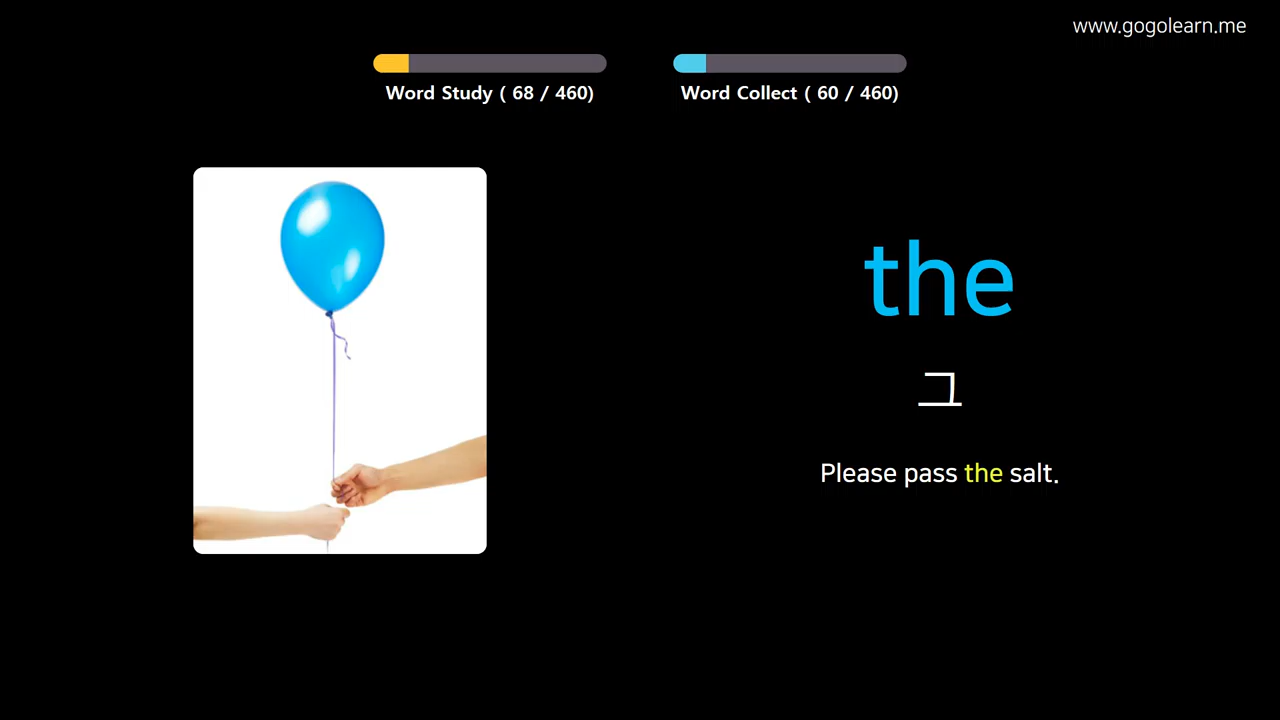 www.gogolearn.me
Word Study ( 68 / 460)
Word Collect ( 60 / 460)
the
그
Please pass the salt.